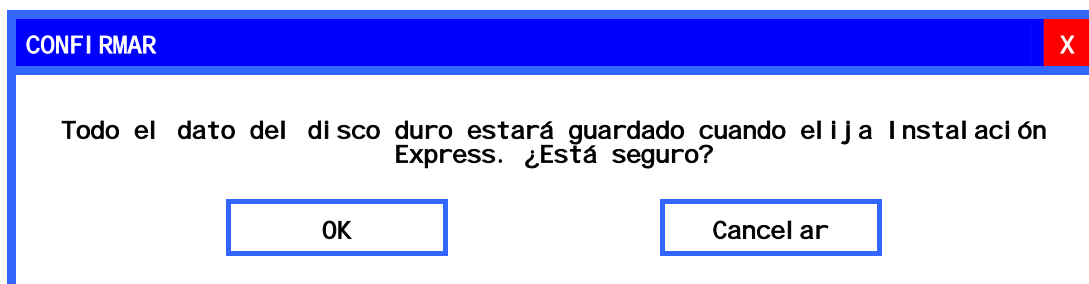 CONFIRMAR
X
Todo el dato del disco duro estará guardado cuando elija Instalación
Express. ¿Está seguro?
OK
Cancelar